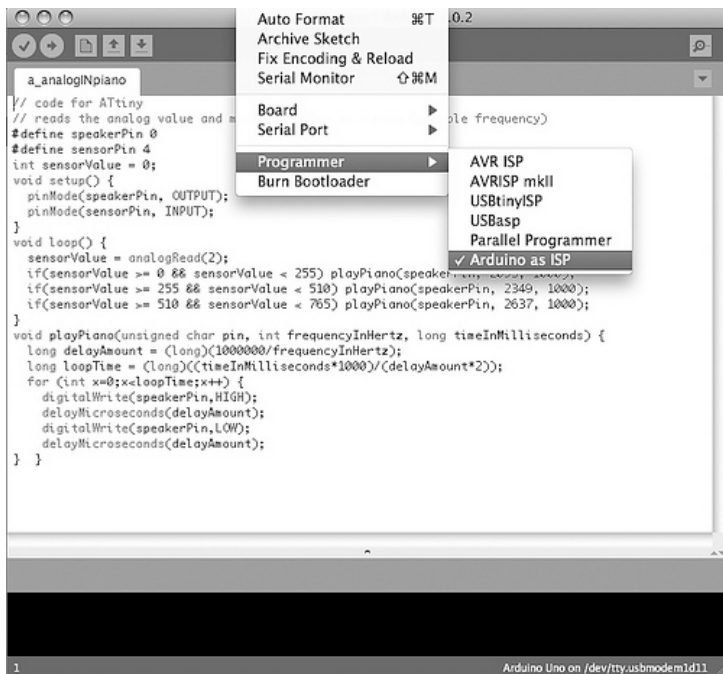 Auto Format ⌘T
.0.2
Archive Sketch
Fix Encoding & Reload
Serial Monitor ⇧⌘M
Board
Serial Port
Programmer
Burn Bootloader
AVR ISP
AVRISP mkII
USBtinyISP
USBasp
Parallel Programmer
✓ Arduino as ISP
a_analogINpiano
// code for ATtiny
// reads the analog value and m ble frequency)
#define speakerPin 0
#define sensorPin 4
int sensorValue = 0;
void setup() {
pinMode(speakerPin, OUTPUT);
pinMode(sensorPin, INPUT);
}
void loop() {
sensorValue = analogRead(2);
if(sensorValue >= 0 && sensorValue < 255) playPiano(speakerPin, 2093, 1000);
if(sensorValue >= 255 && sensorValue < 510) playPiano(speakerPin, 2349, 1000);
if(sensorValue >= 510 && sensorValue < 765) playPiano(speakerPin, 2637, 1000);
}
void playPiano(unsigned char pin, int frequencyInHertz, long timeInMilliseconds) {
long delayAmount = (long)(1000000/frequencyInHertz);
long loopTime = (long)((timeInMilliseconds*1000)/(delayAmount*2));
for (int x=0;x<loopTime;x++) {
digitalWrite(speakerPin,HIGH);
delayMicroseconds(delayAmount);
digitalWrite(speakerPin,LOW);
delayMicroseconds(delayAmount);
} }
1
Arduino Uno on /dev/tty.usbmodem1d11